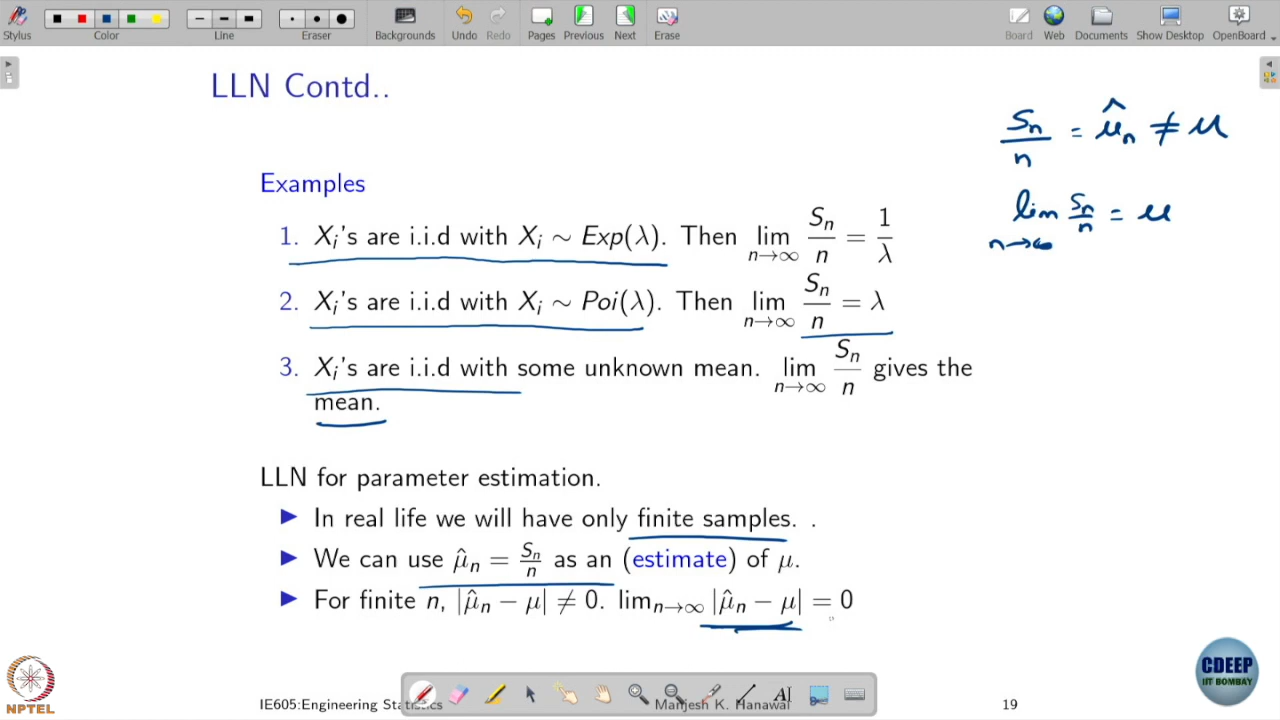 Stylus Color Line Eraser Backgrounds Undo Redo Pages Previous Next Erase Board Web Documents Show Desktop OpenBoard
LLN Contd..
Sn/n = μ̂n ≠ μ
lim n→∞ Sn/n = μ
Examples
1. Xi's are i.i.d with Xi ∼ Exp(λ). Then lim n→∞ Sn/n = 1/λ
2. Xi's are i.i.d with Xi ∼ Poi(λ). Then lim n→∞ Sn/n = λ
3. Xi's are i.i.d with some unknown mean. lim n→∞ Sn/n gives the
mean.
LLN for parameter estimation.
▶ In real life we will have only finite samples. .
▶ We can use μ̂n = Sn/n as an (estimate) of μ.
▶ For finite n, |μ̂n − μ| ≠ 0. limn→∞ |μ̂n − μ| = 0
NPTEL
IE605:Engineering Statistics
Manjesh K. Hanawal
19
CDEEP
IIT BOMBAY